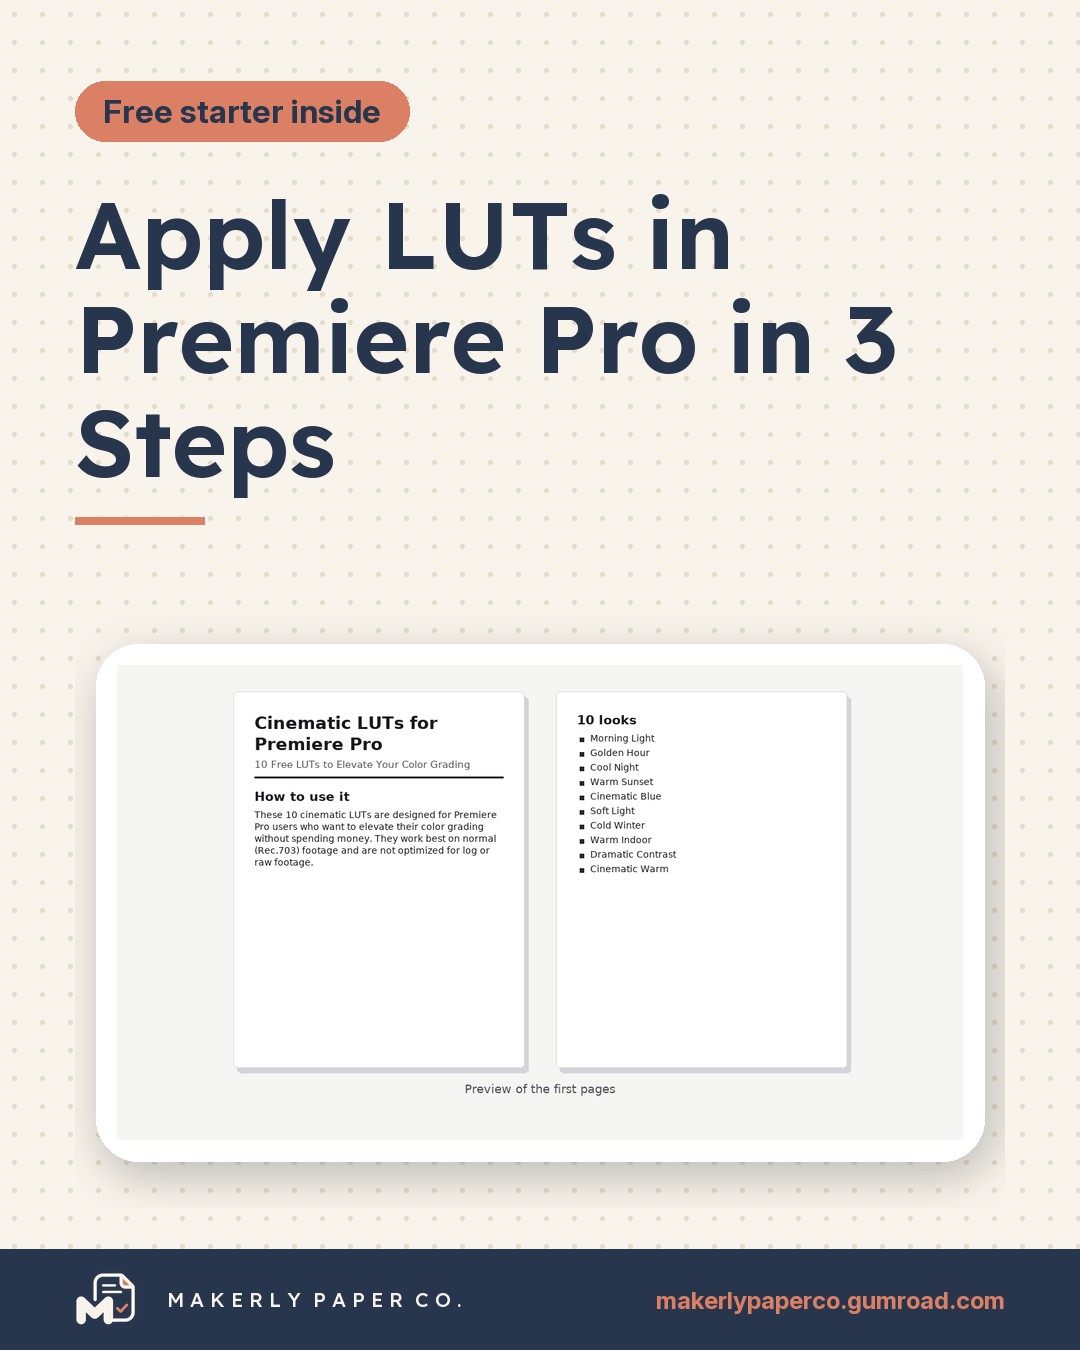 Free starter inside
Apply LUTs in
Premiere Pro in 3
Steps
Cinematic LUTs for
Premiere Pro
10 Free LUTs to Elevate Your Color Grading
How to use it
These 10 cinematic LUTs are designed for Premiere
Pro users who want to elevate their color grading
without spending money. They work best on normal
(Rec.703) footage and are not optimized for log or
raw footage.
10 looks
▪ Morning Light
▪ Golden Hour
▪ Cool Night
▪ Warm Sunset
▪ Cinematic Blue
▪ Soft Light
▪ Cold Winter
▪ Warm Indoor
▪ Dramatic Contrast
▪ Cinematic Warm
Preview of the first pages
MAKERLY PAPER CO.
makerlypaperco.gumroad.com